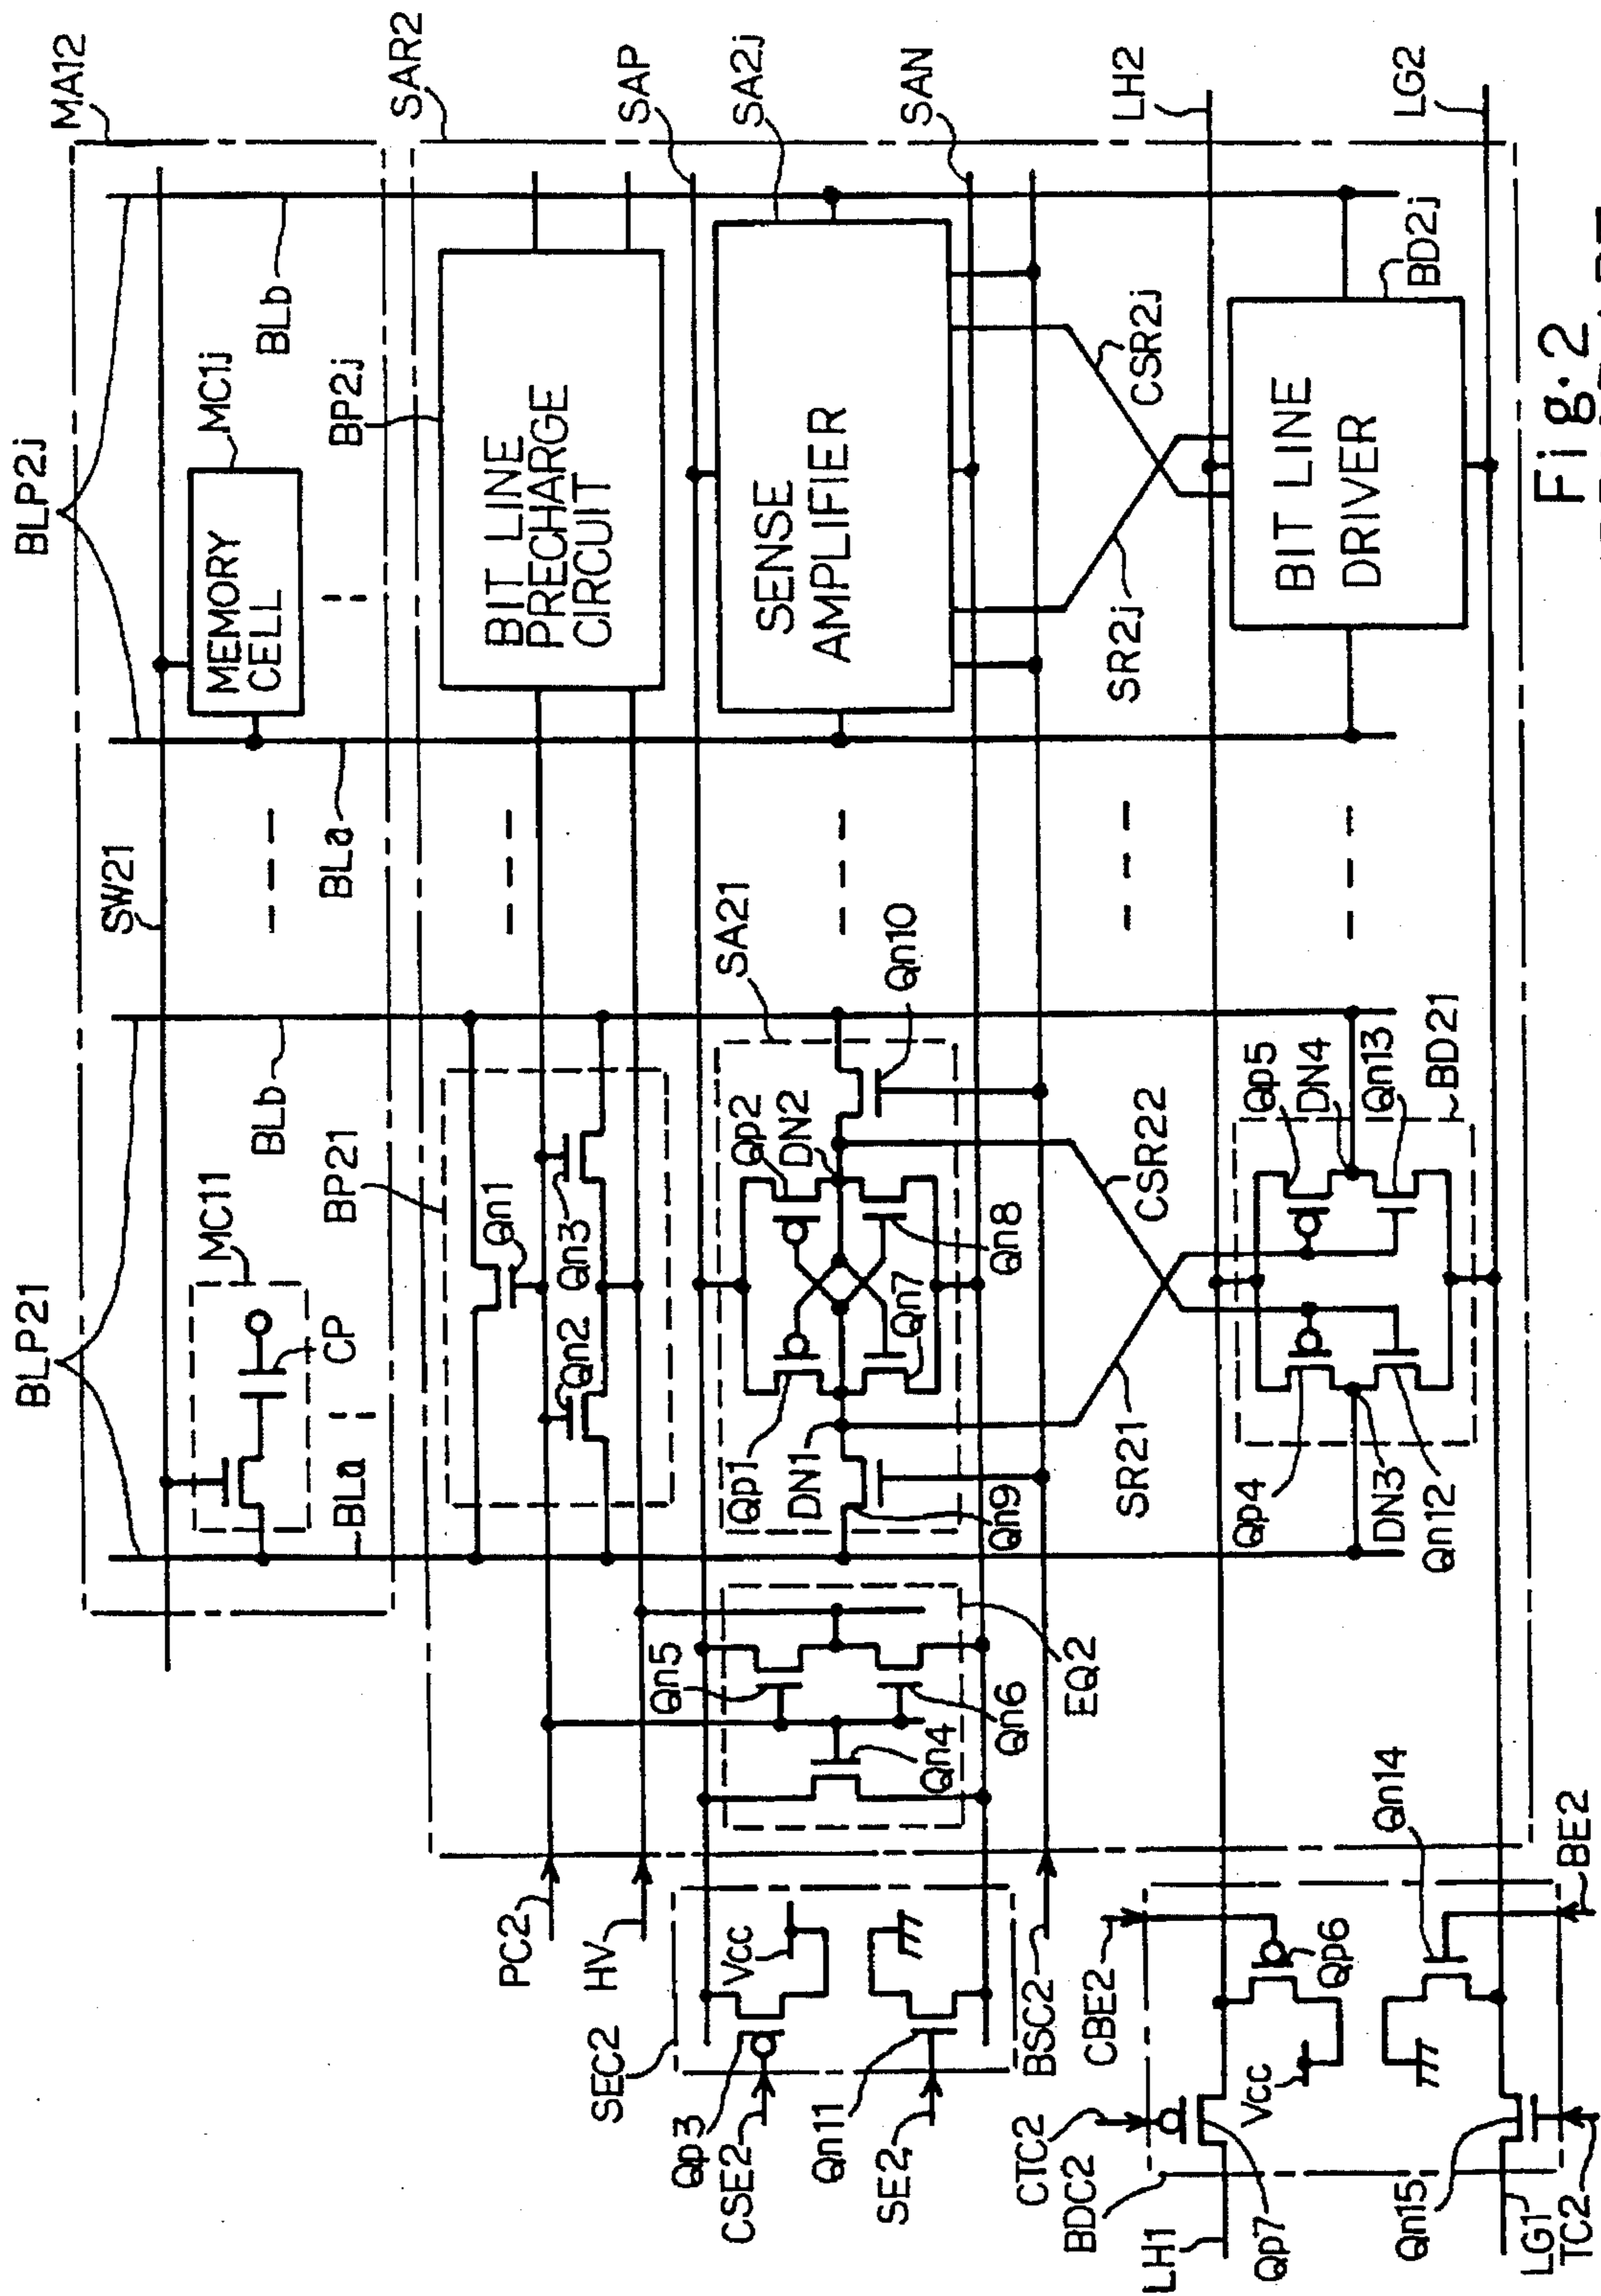 BLP21
BLP2j
MA12
SW21
MC11
CP
BLa
BLb
BLa
MEMORY
CELL
MC1j
BLb
SAR2
BP21
Qn1
Qn2
Qn3
BP2j
BIT LINE
PRECHARGE
CIRCUIT
PC2
HV
SAP
SEC2
Qp3
CSE2
Vcc
Qn11
SE2
Qn5
Qn4
Qn6
EQ2
SA21
Qp1
Qp2
DN1
DN2
Qn7
Qn8
Qn9
Qn10
SENSE
AMPLIFIER
SA2j
SAN
BSC2
SR21
CSR22
SR2j
CSR2j
CTC2
BDC2
CBE2
LH1
Qp7
Vcc
Qp6
Qn14
Qn15
LG1
TC2
BE2
Qp4
DN3
Qn12
Qp5
DN4
Qn13
BD21
BIT LINE
DRIVER
BD2j
LH2
LG2
Fig.2